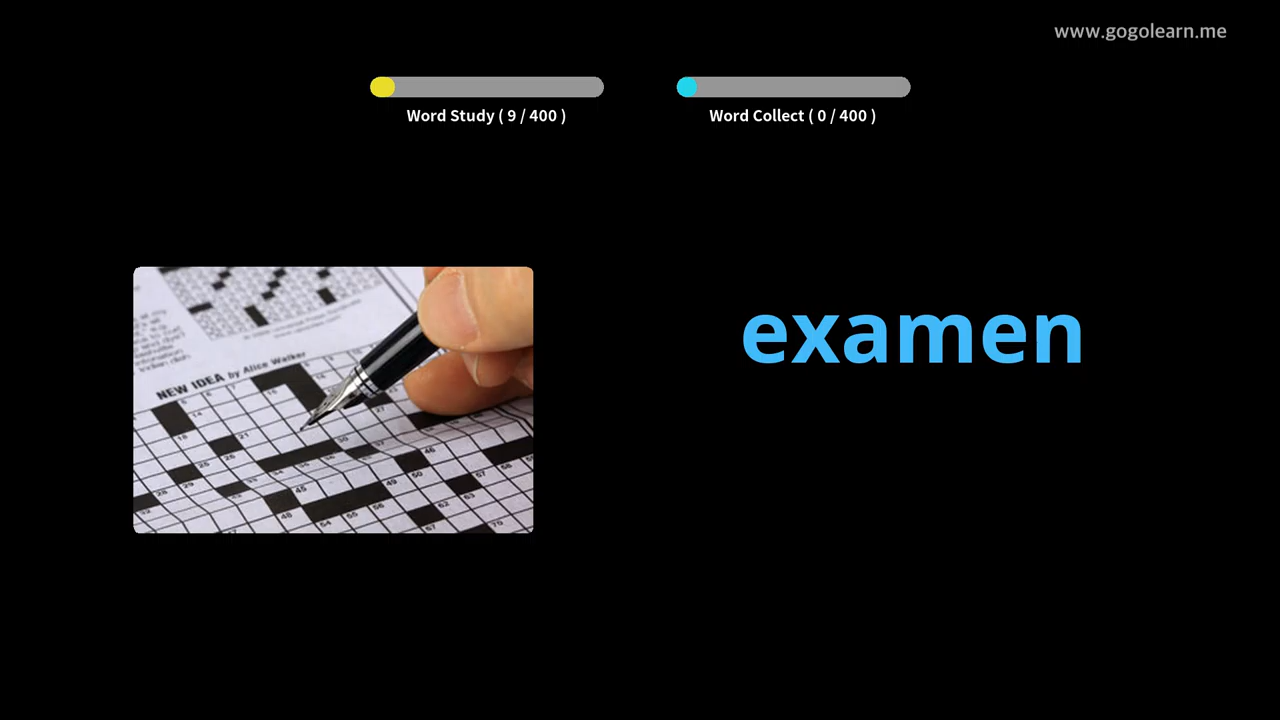 www.gogolearn.me
Word Study ( 9 / 400 )
Word Collect ( 0 / 400 )
examen
NEW IDEA by Alice Walker